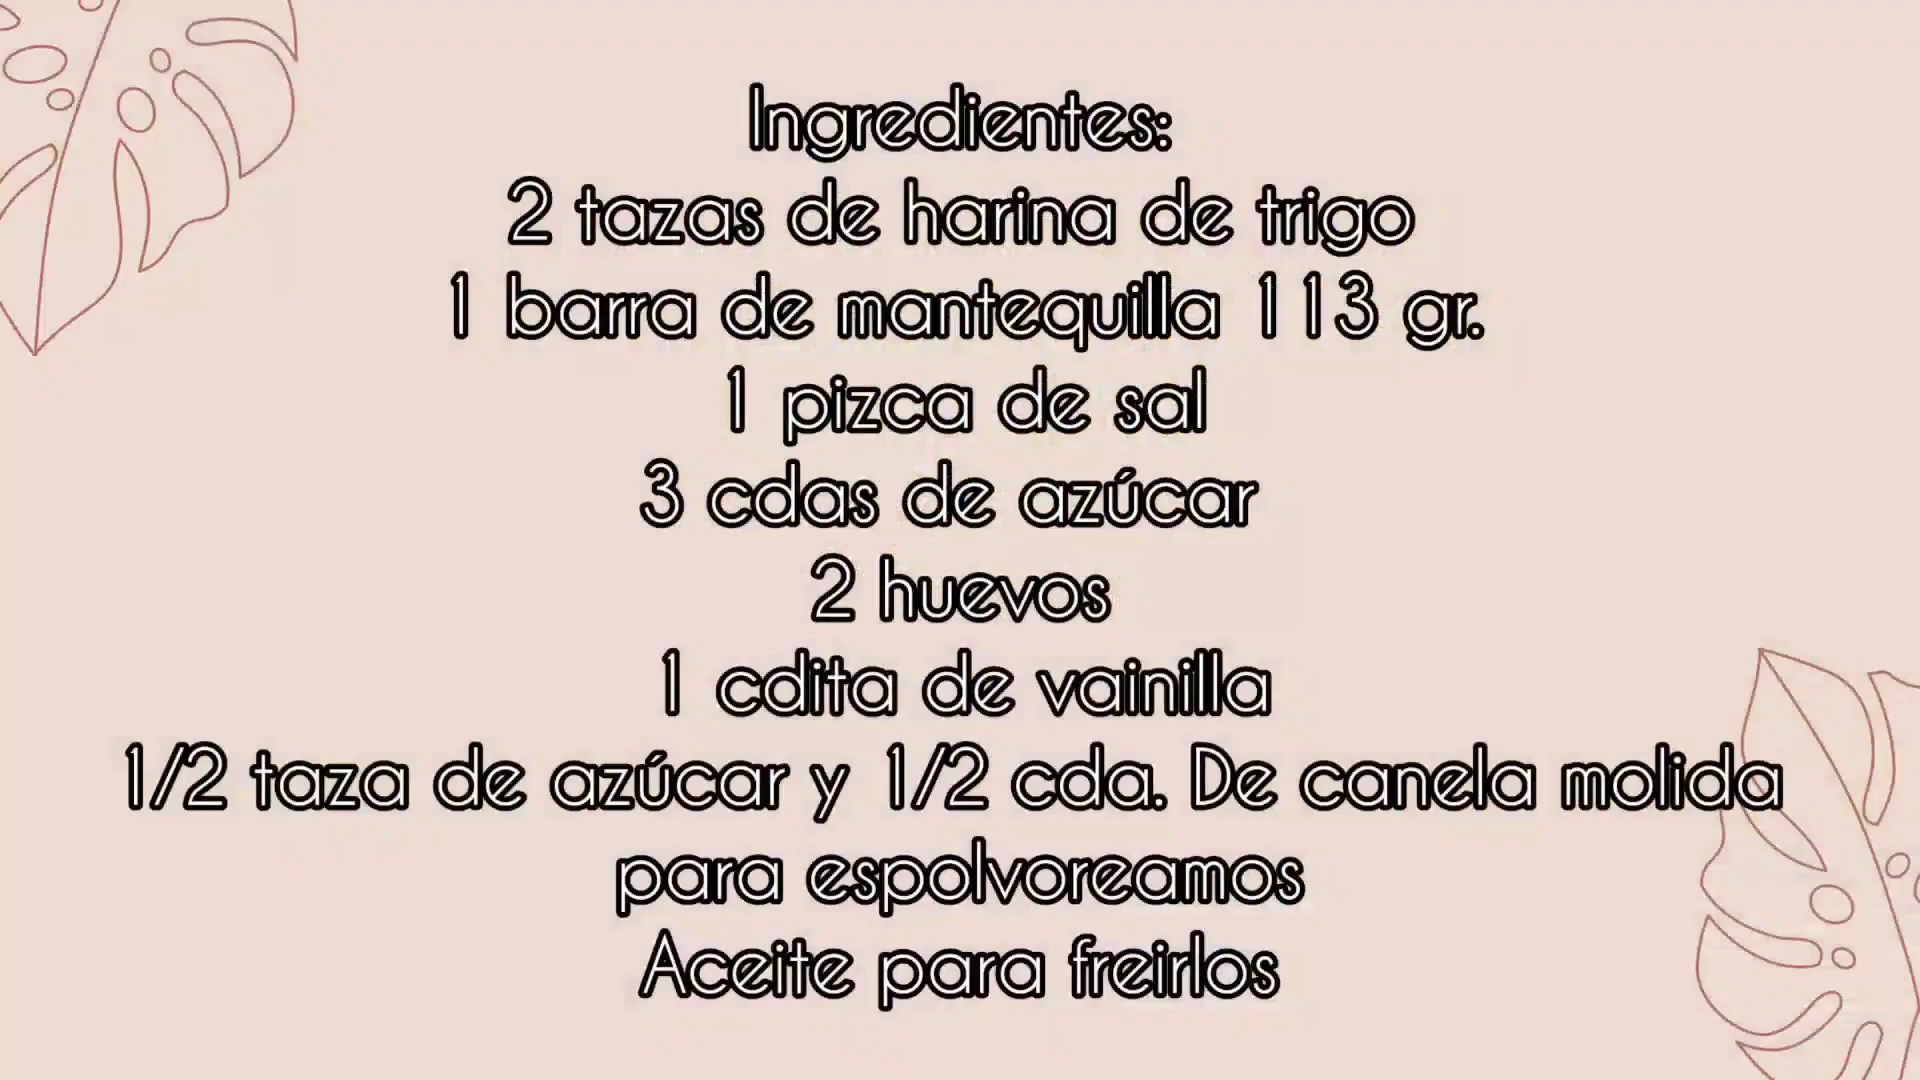 Ingredientes:
2 tazas de harina de trigo
1 barra de mantequilla 113 gr.
1 pizca de sal
3 cdas de azúcar
2 huevos
1 cdita de vainilla
1/2 taza de azúcar y 1/2 cda. De canela molida
para espolvoreamos
Aceite para freirlos